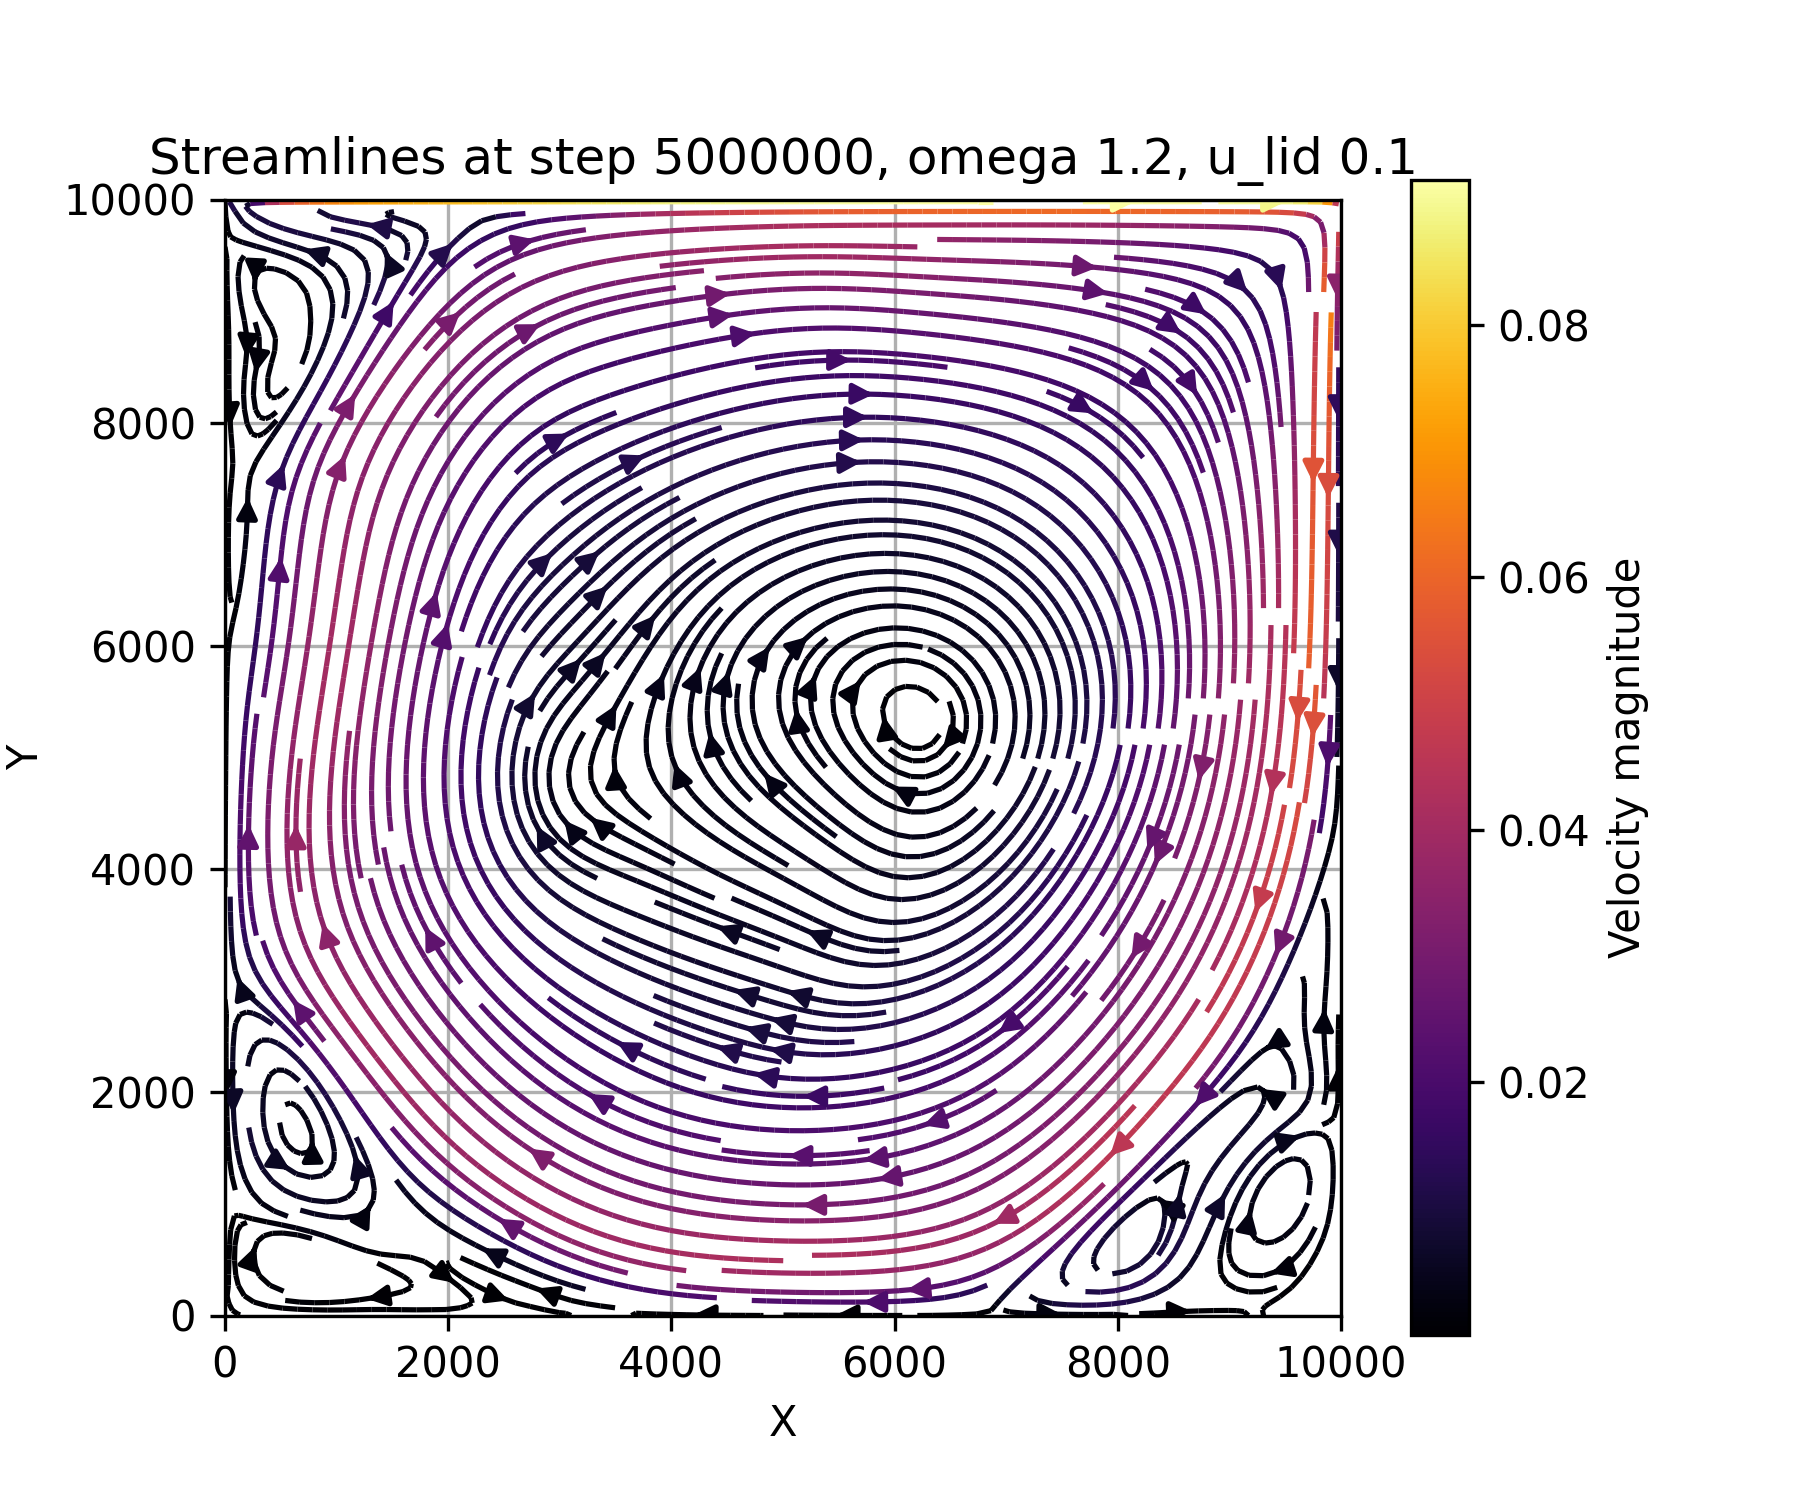 Streamlines at step 5000000, omega 1.2, u_lid 0.1
10000
8000
6000
4000
2000
0
Y
0 2000 4000 6000 8000 10000
X
0.08
0.06
0.04
0.02
Velocity magnitude